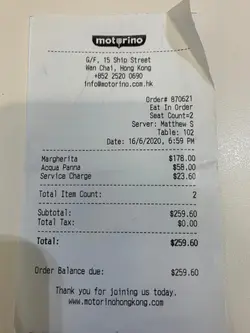 motorino
G/F, 15 Ship Street
Wan Chai, Hong Kong
+852 2520 0690
info@motorino.com.hk
Order# 870621
Eat In Order
Seat Count=2
Server: Matthew S
Table: 102
Date: 16/6/2020, 6:59 PM
Margherita $178.00
Acqua Panna $58.00
Service Charge $23.60
Total Item Count: 2
Subtotal: $259.60
Total Tax: $0.00
Total: $259.60
Order Balance due: $259.60
Thank you for joining us today.
www.motorinohongkong.com